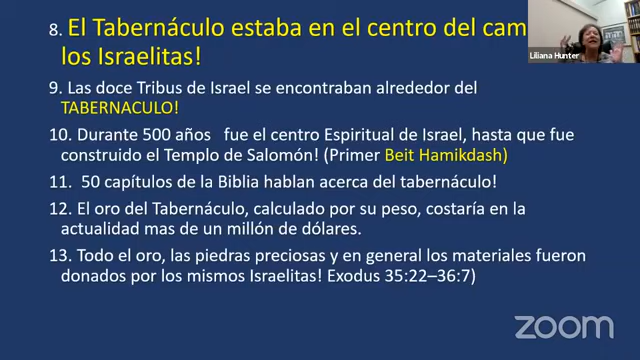 8. El Tabernáculo estaba en el centro del
los Israelitas!
Liliana Hunter
9. Las doce Tribus de Israel se encontraban alrededor del
TABERNACULO!
10. Durante 500 años fue el centro Espiritual de Israel, hasta que fue
construido el Templo de Salomón! (Primer Beit Hamikdash)
11. 50 capítulos de la Biblia hablan acerca del tabernáculo!
12. El oro del Tabernáculo, calculado por su peso, costaría en la
actualidad mas de un millón de dólares.
13. Todo el oro, las piedras preciosas y en general los materiales fueron
donados por los mismos Israelitas! Exodus 35:22–36:7)
zoom